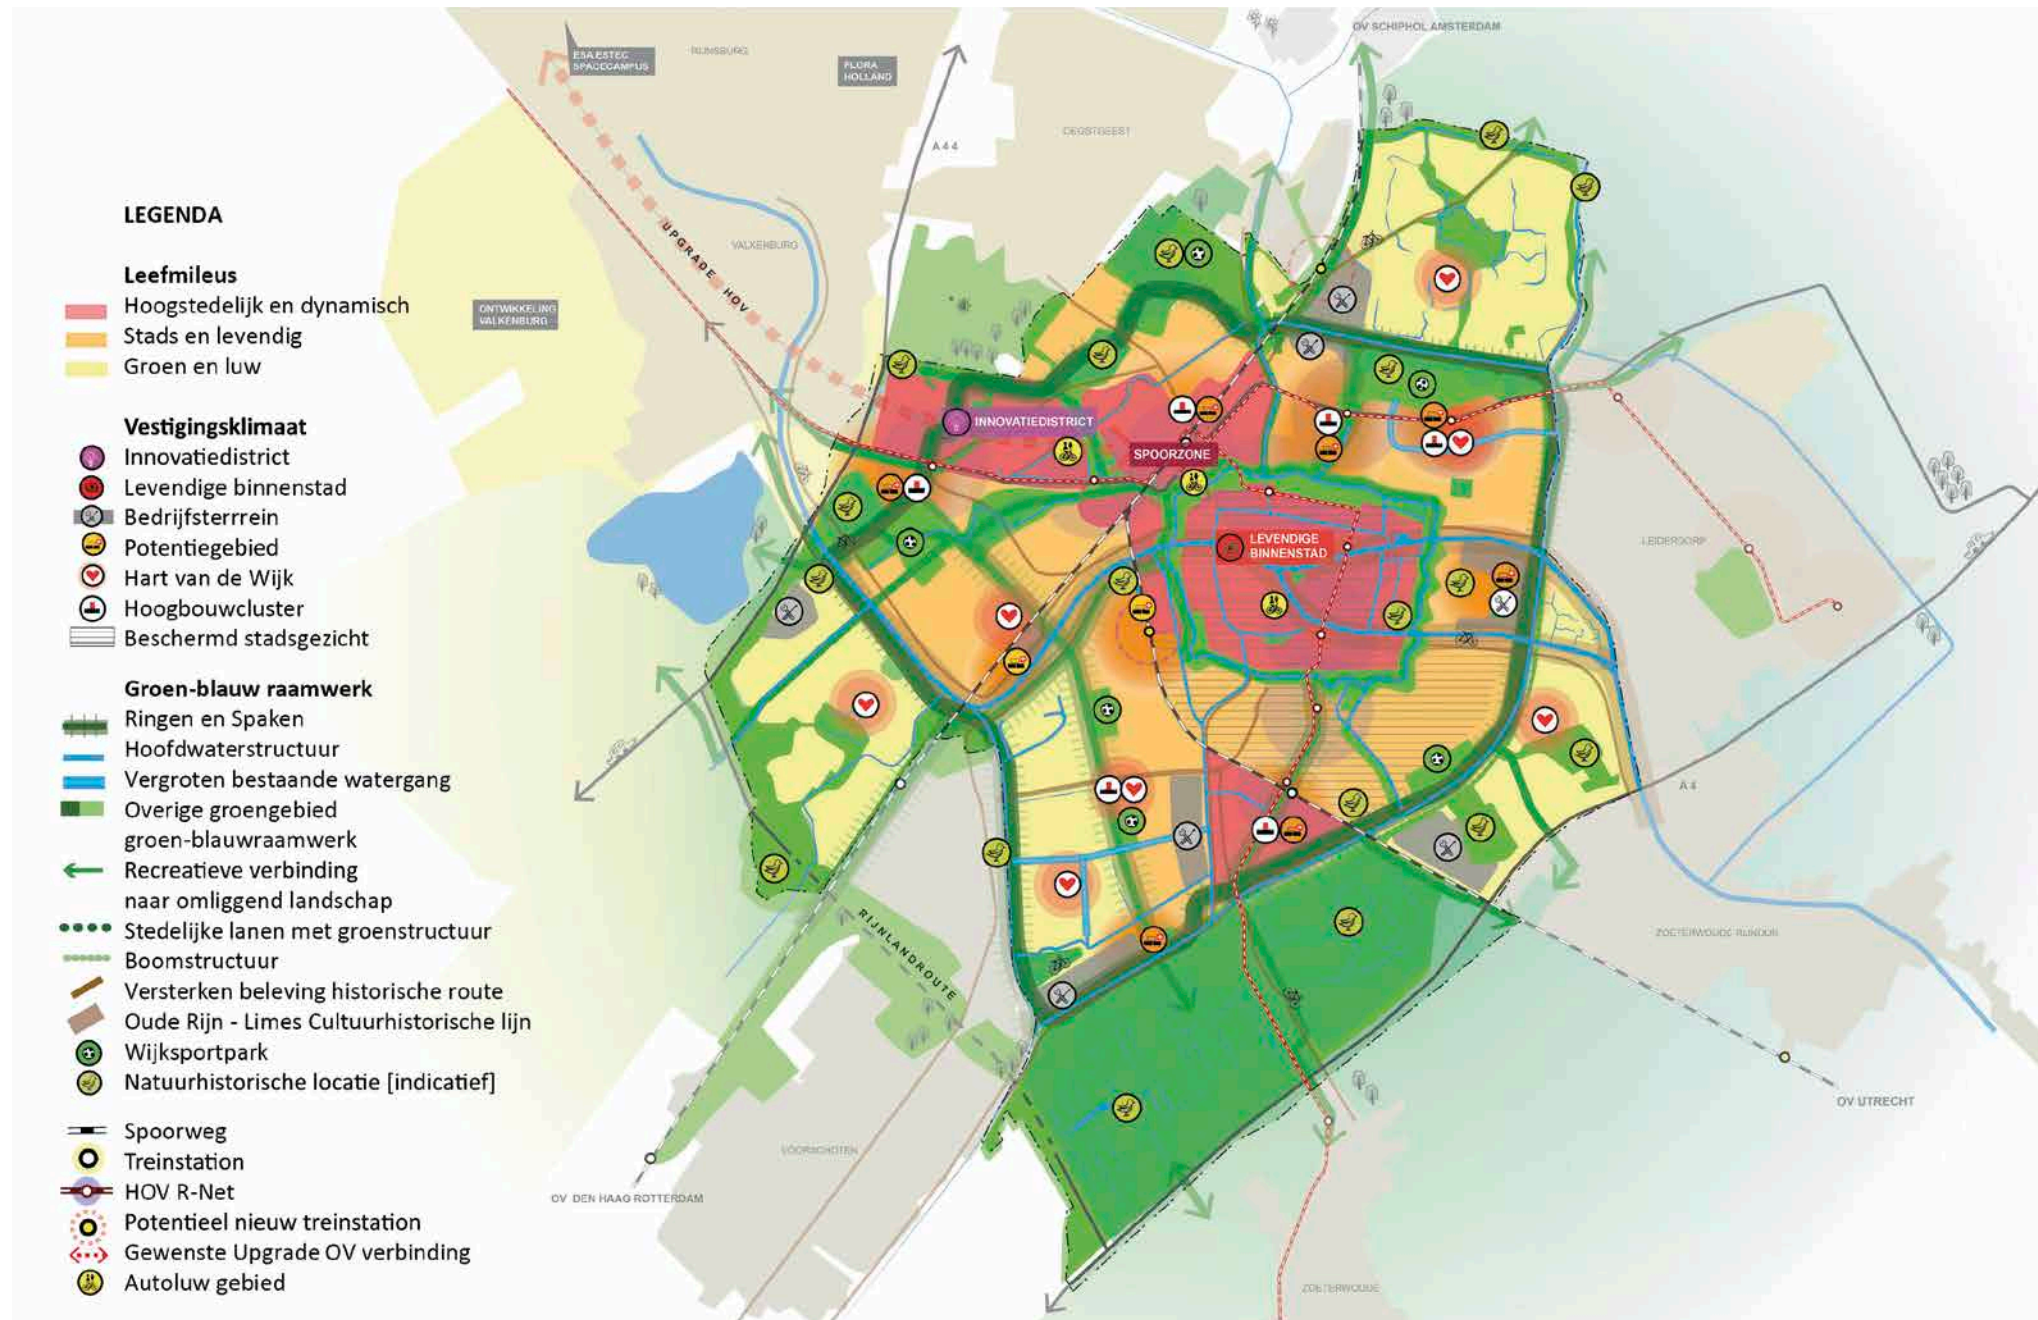 LEGENDA
Leefmileus
Hoogstedelijk en dynamisch
Stads en levendig
Groen en luw
Vestigingsklimaat
Innovatiedistrict
Levendige binnenstad
Bedrijfsterrrein
Potentiegebied
Hart van de Wijk
Hoogbouwcluster
Beschermd stadsgezicht
Groen-blauw raamwerk
Ringen en Spaken
Hoofdwaterstructuur
Vergroten bestaande watergang
Overige groengebied
groen-blauwraamwerk
Recreatieve verbinding
naar omliggend landschap
Stedelijke lanen met groenstructuur
Boomstructuur
Versterken beleving historische route
Oude Rijn - Limes Cultuurhistorische lijn
Wijksportpark
Natuurhistorische locatie [indicatief]
Spoorweg
Treinstation
HOV R-Net
Potentieel nieuw treinstation
Gewenste Upgrade OV verbinding
Autoluw gebied
ESA ESTEC
SPACECAMPUS
RIJNSBURG
FLORA
HOLLAND
OV SCHIPHOL AMSTERDAM
OEGSTGEEST
A44
VALKENBURG
UPGRADE HOV
ONTWIKKELING
VALKENBURG
INNOVATIEDISTRICT
SPOORZONE
LEVENDIGE
BINNENSTAD
LEIDERDORP
A4
RIJNLANDROUTE
ZOETERWOUDE RIJNDIJK
OV UTRECHT
VOORSCHOTEN
OV DEN HAAG ROTTERDAM
ZOETERWOUDE